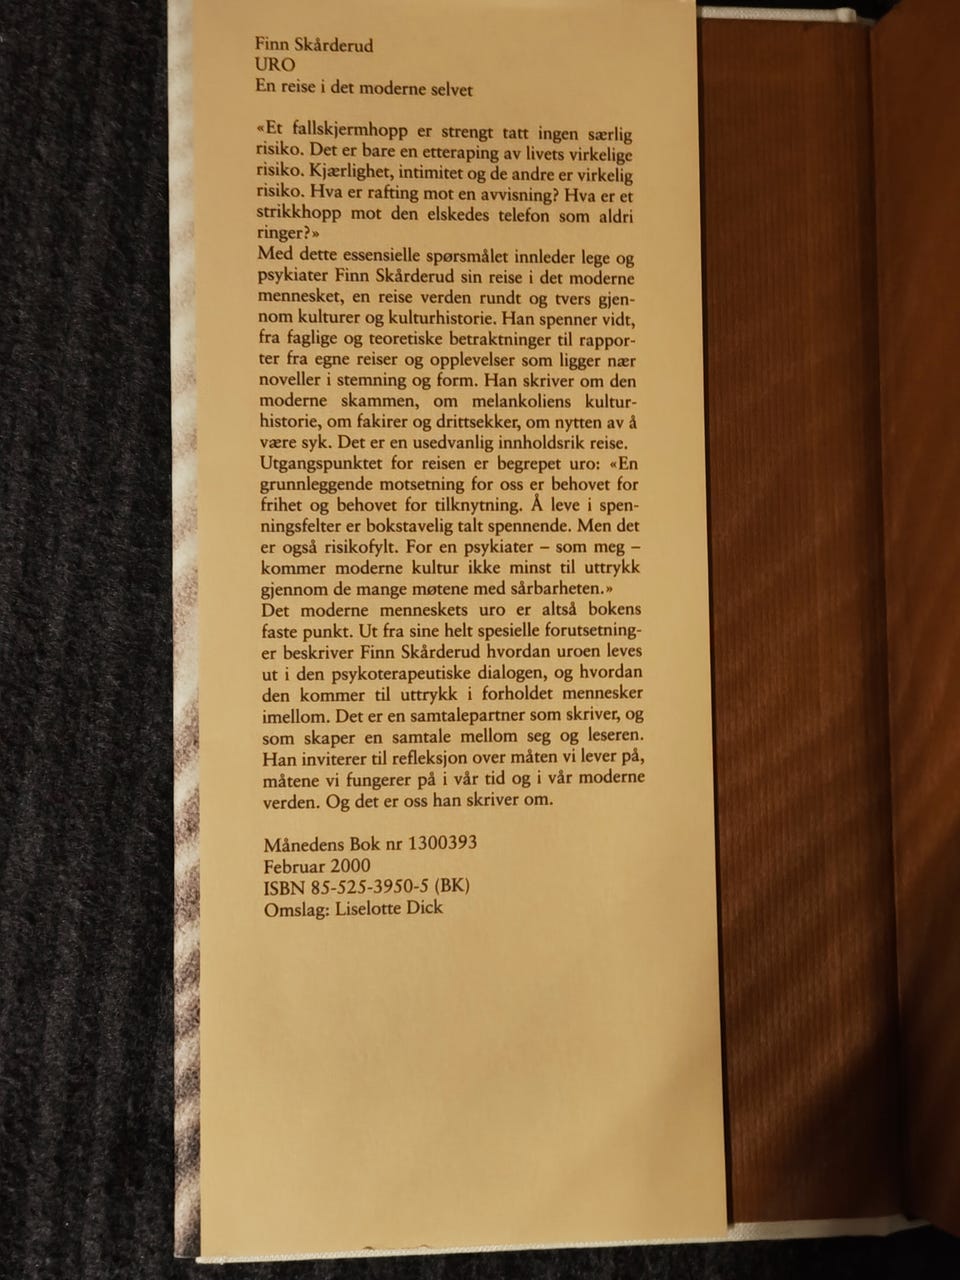 Finn Skårderud
URO
En reise i det moderne selvet
«Et fallskjermhopp er strengt tatt ingen særlig
risiko. Det er bare en etteraping av livets virkelige
risiko. Kjærlighet, intimitet og de andre er virkelig
risiko. Hva er rafting mot en avvisning? Hva er et
strikkhopp mot den elskedes telefon som aldri
ringer?»
Med dette essensielle spørsmålet innleder lege og
psykiater Finn Skårderud sin reise i det moderne
mennesket, en reise verden rundt og tvers gjen-
nom kulturer og kulturhistorie. Han spenner vidt,
fra faglige og teoretiske betraktninger til rappor-
ter fra egne reiser og opplevelser som ligger nær
noveller i stemning og form. Han skriver om den
moderne skammen, om melankoliens kultur-
historie, om fakirer og drittsekker, om nytten av å
være syk. Det er en usedvanlig innholdsrik reise.
Utgangspunktet for reisen er begrepet uro: «En
grunnleggende motsetning for oss er behovet for
frihet og behovet for tilknytning. Å leve i spen-
ningsfelter er bokstavelig talt spennende. Men det
er også risikofylt. For en psykiater – som meg –
kommer moderne kultur ikke minst til uttrykk
gjennom de mange møtene med sårbarheten.»
Det moderne menneskets uro er altså bokens
faste punkt. Ut fra sine helt spesielle forutsetning-
er beskriver Finn Skårderud hvordan uroen leves
ut i den psykoterapeutiske dialogen, og hvordan
den kommer til uttrykk i forholdet mennesker
imellom. Det er en samtalepartner som skriver, og
som skaper en samtale mellom seg og leseren.
Han inviterer til refleksjon over måten vi lever på,
måtene vi fungerer på i vår tid og i vår moderne
verden. Og det er oss han skriver om.
Månedens Bok nr 1300393
Februar 2000
ISBN 85-525-3950-5 (BK)
Omslag: Liselotte Dick